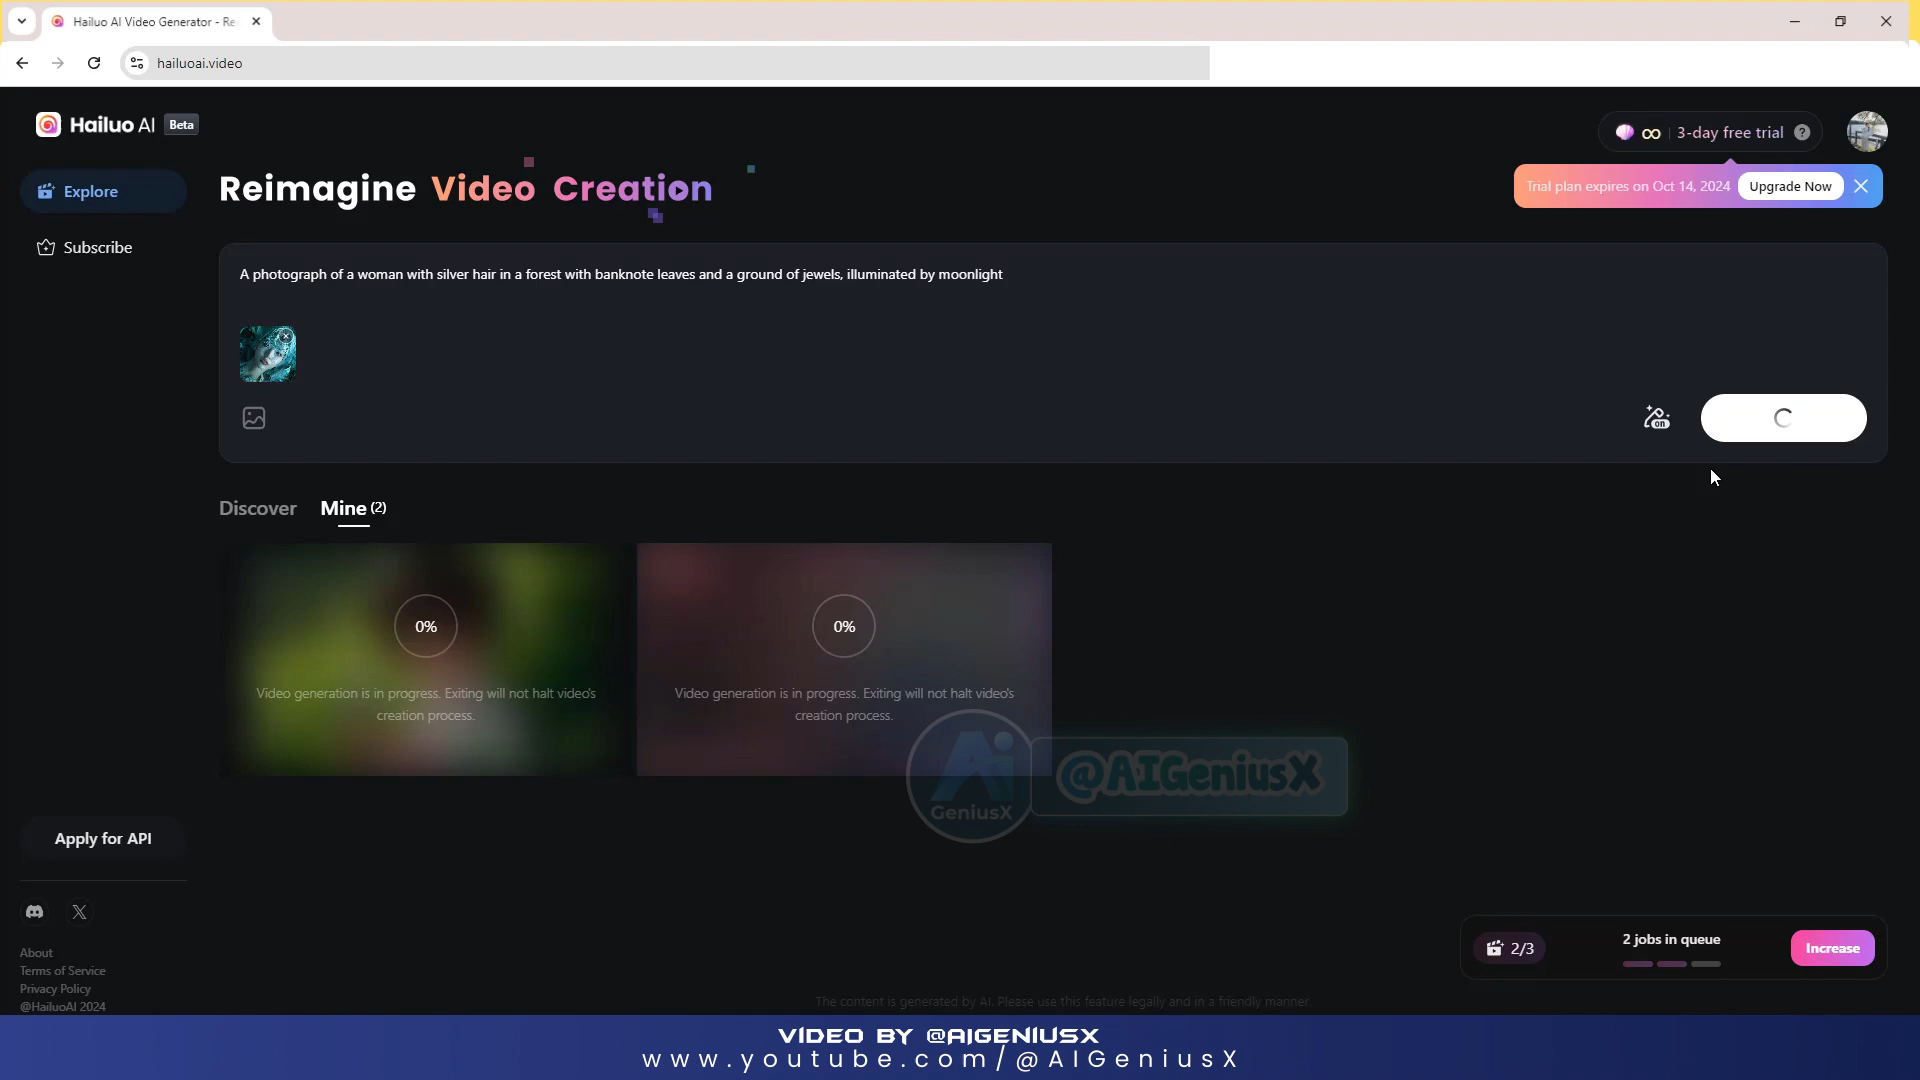 Hailuo AI Video Generator - Re
hailuoai.video
Hailuo AI Beta
3-day free trial ?
Explore
Reimagine Video Creation
Trial plan expires on Oct 14, 2024 Upgrade Now
Subscribe
A photograph of a woman with silver hair in a forest with banknote leaves and a ground of jewels, illuminated by moonlight
on
Discover Mine (2)
0%
Video generation is in progress. Exiting will not halt video's
creation process.
0%
Video generation is in progress. Exiting will not halt video's
creation process.
Ai
GeniusX
@AIGeniusX
Apply for API
About
Terms of Service
Privacy Policy
@HailuoAI 2024
2/3
2 jobs in queue
Increase
The content is generated by AI. Please use this feature legally and in a friendly manner.
VIDEO BY @AIGENIUSX
www.youtube.com/@AIGeniusX